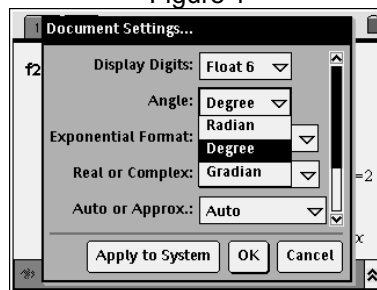 Figure 1
1
Document Settings...
f2
Display Digits: Float 6
Angle: Degree
Radian
Exponential Format:
Degree
Real or Complex: Gradian
=2
Auto or Approx.: Auto
x
Apply to System OK Cancel